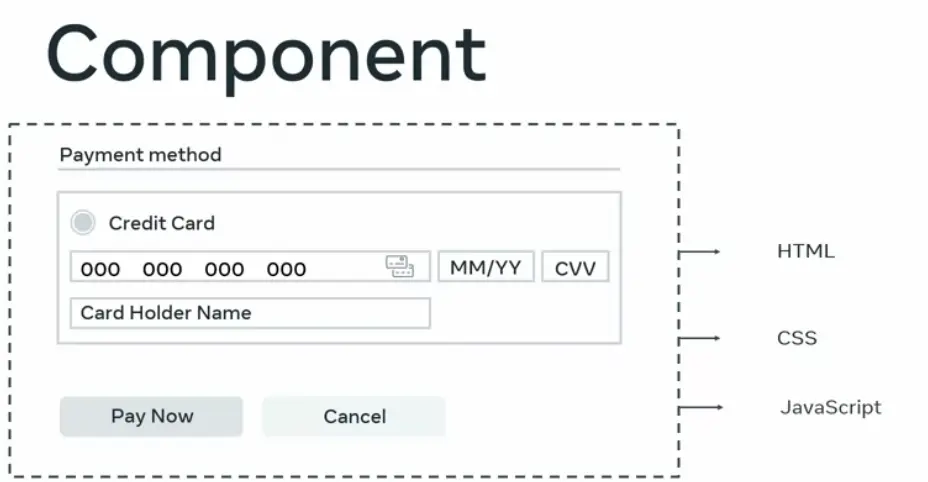 Component
Payment method
Credit Card
000 000 000 000
MM/YY
CVV
Card Holder Name
Pay Now
Cancel
HTML
CSS
JavaScript